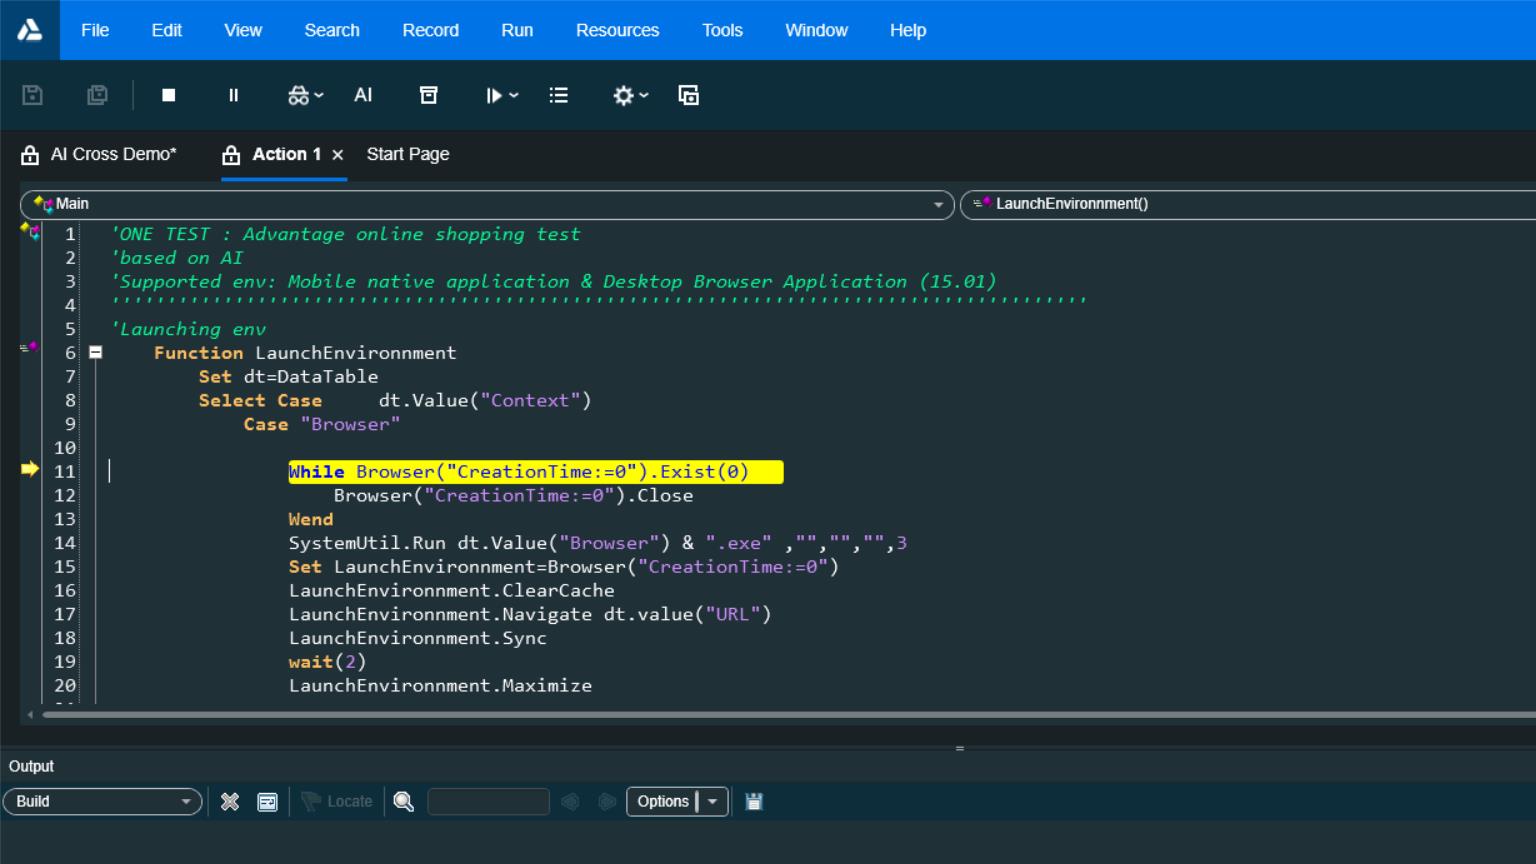 File Edit View Search Record Run Resources Tools Window Help
AI
AI Cross Demo* Action 1 × Start Page
Main LaunchEnvironnment()
1 'ONE TEST : Advantage online shopping test
2 'based on AI
3 'Supported env: Mobile native application & Desktop Browser Application (15.01)
4 '''''''''''''''''''''''''''''''''''''''''''''''''''''''''''''''''''''''''''''''''''''''
5 'Launching env
6 Function LaunchEnvironnment
7 Set dt=DataTable
8 Select Case dt.Value("Context")
9 Case "Browser"
10
11 While Browser("CreationTime:=0").Exist(0)
12 Browser("CreationTime:=0").Close
13 Wend
14 SystemUtil.Run dt.Value("Browser") & ".exe" ,"","","",3
15 Set LaunchEnvironnment=Browser("CreationTime:=0")
16 LaunchEnvironnment.ClearCache
17 LaunchEnvironnment.Navigate dt.value("URL")
18 LaunchEnvironnment.Sync
19 wait(2)
20 LaunchEnvironnment.Maximize
Output
Build Locate Options